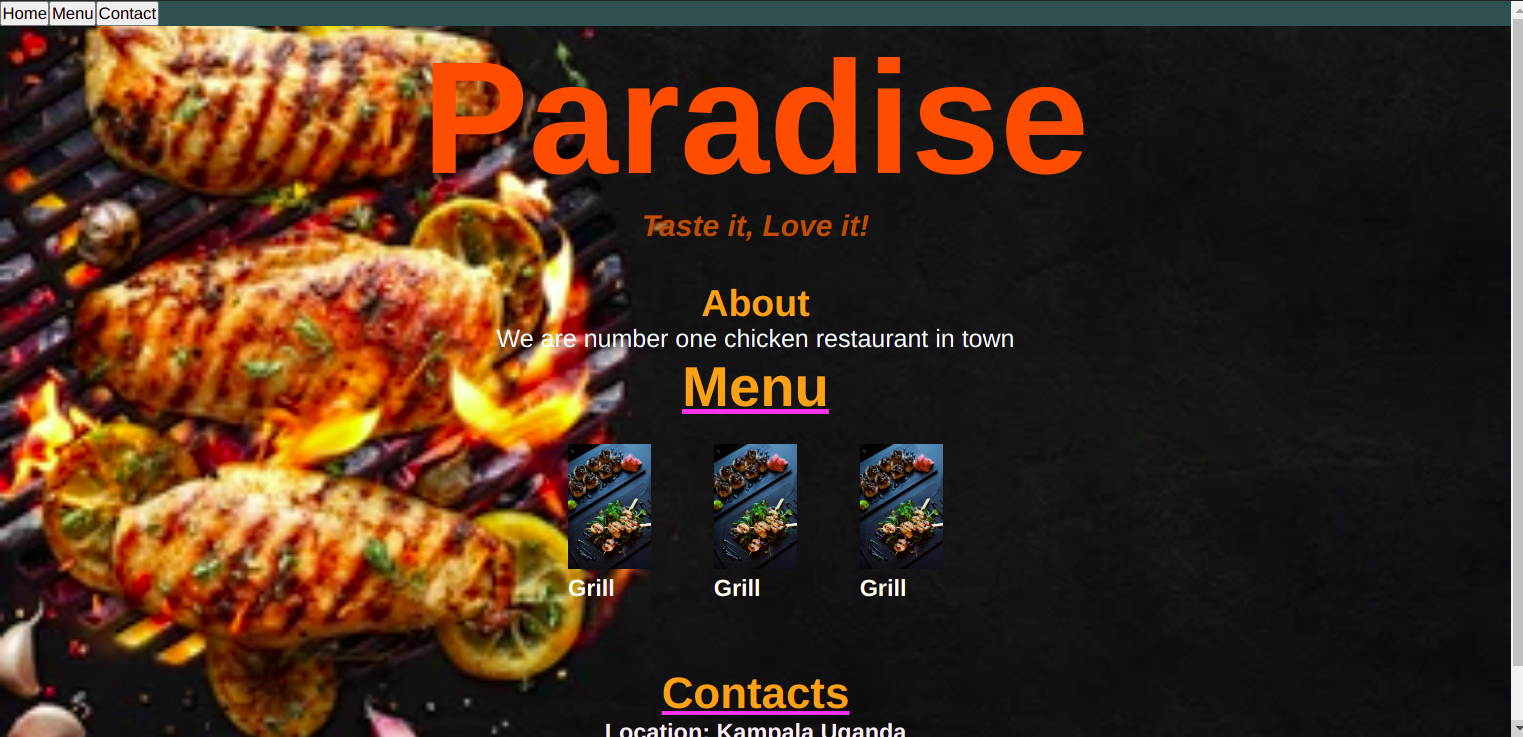 Home Menu Contact
Paradise
Taste it, Love it!
About
We are number one chicken restaurant in town
Menu
Grill Grill Grill
Contacts
Location: Kampala Uganda